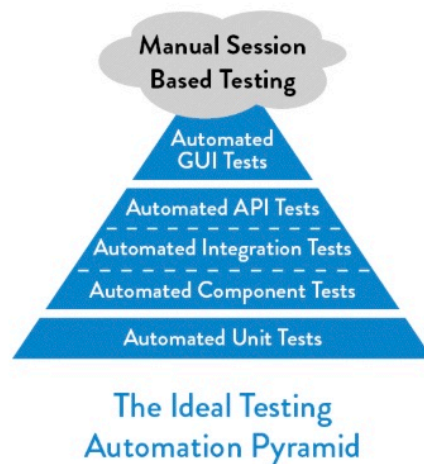 Manual Session
Based Testing
Automated
GUI Tests
Automated API Tests
Automated Integration Tests
Automated Component Tests
Automated Unit Tests
The Ideal Testing
Automation Pyramid